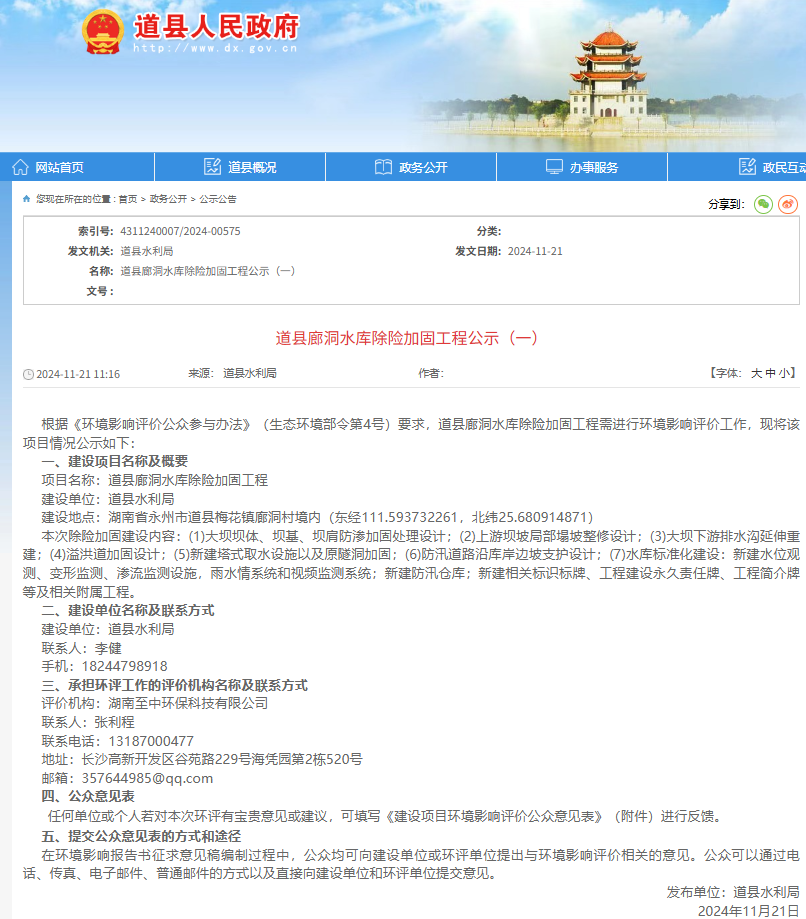 道县人民政府
http://www.dx.gov.cn
网站首页 道县概况 政务公开 办事服务 政民互动
您现在所在的位置：首页 > 政务公开 > 公示公告
分享到：
索引号： 4311240007/2024-00575 分类：
发文机关： 道县水利局 发文日期： 2024-11-21
名称： 道县廊洞水库除险加固工程公示（一）
文号：
道县廊洞水库除险加固工程公示（一）
2024-11-21 11:16 来源： 道县水利局 作者： 【字体： 大 中 小】
根据《环境影响评价公众参与办法》（生态环境部令第4号）要求，道县廊洞水库除险加固工程需进行环境影响评价工作，现将该
项目情况公示如下：
一、建设项目名称及概要
项目名称：道县廊洞水库除险加固工程
建设单位：道县水利局
建设地点：湖南省永州市道县梅花镇廊洞村境内（东经111.593732261，北纬25.680914871）
本次除险加固建设内容：(1)大坝坝体、坝基、坝肩防渗加固处理设计；(2)上游坝坡局部塌坡整修设计；(3)大坝下游排水沟延伸重
建；(4)溢洪道加固设计；(5)新建塔式取水设施以及原隧洞加固；(6)防汛道路沿库岸边坡支护设计；(7)水库标准化建设：新建水位观
测、变形监测、渗流监测设施，雨水情系统和视频监测系统；新建防汛仓库；新建相关标识标牌、工程建设永久责任牌、工程简介牌
等及相关附属工程。
二、建设单位名称及联系方式
建设单位：道县水利局
联系人：李健
手机：18244798918
三、承担环评工作的评价机构名称及联系方式
评价机构：湖南至中环保科技有限公司
联系人：张利程
联系电话：13187000477
地址：长沙高新开发区谷苑路229号海凭园第2栋520号
邮箱：357644985@qq.com
四、公众意见表
任何单位或个人若对本次环评有宝贵意见或建议，可填写《建设项目环境影响评价公众意见表》（附件）进行反馈。
五、提交公众意见表的方式和途径
在环境影响报告书征求意见稿编制过程中，公众均可向建设单位或环评单位提出与环境影响评价相关的意见。公众可以通过电
话、传真、电子邮件、普通邮件的方式以及直接向建设单位和环评单位提交意见。
发布单位：道县水利局
2024年11月21日